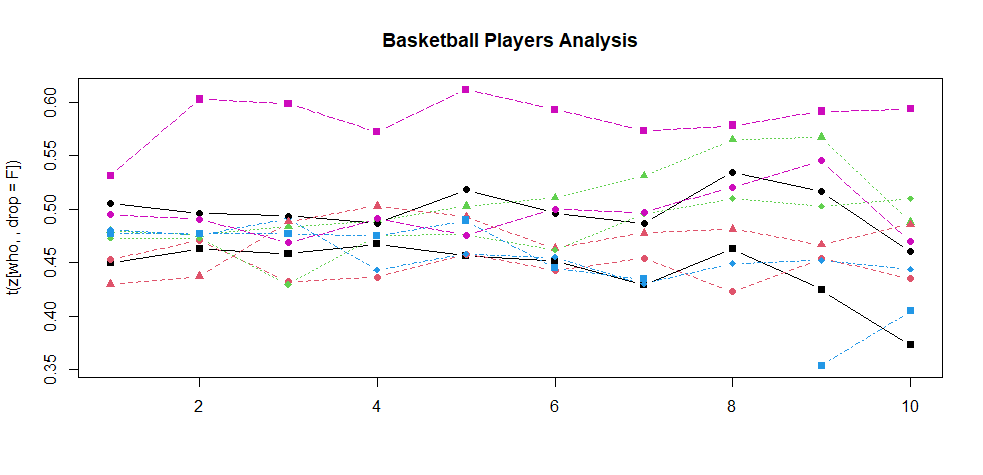 Basketball Players Analysis
t(z[who, , drop = F])
0.60
0.55
0.50
0.45
0.40
0.35
2 4 6 8 10